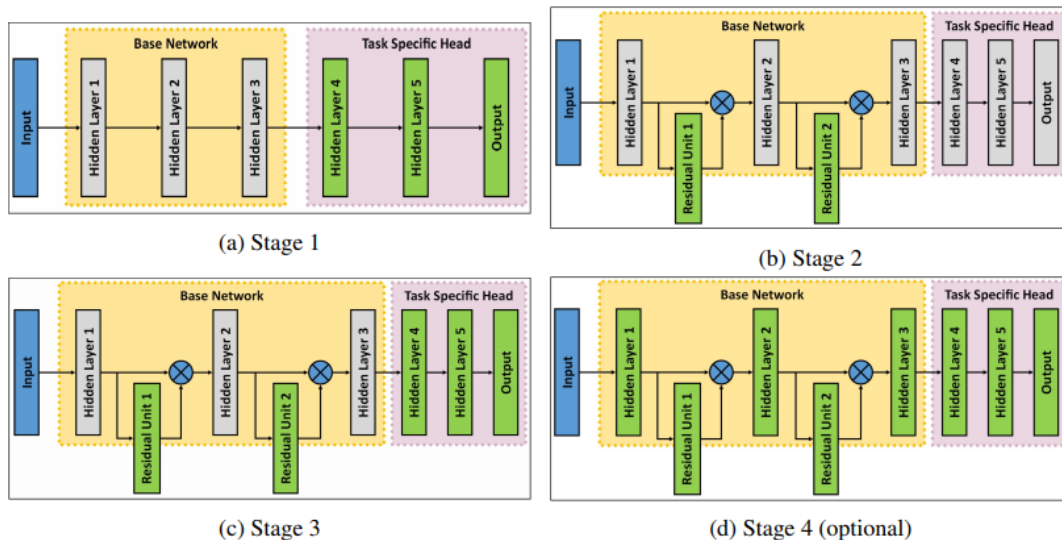 Base Network
Task Specific Head
Input
Hidden Layer 1
Hidden Layer 2
Hidden Layer 3
Hidden Layer 4
Hidden Layer 5
Output
(a) Stage 1
Base Network
Task Specific Head
Input
Hidden Layer 1
Residual Unit 1
Hidden Layer 2
Residual Unit 2
Hidden Layer 3
Hidden Layer 4
Hidden Layer 5
Output
(b) Stage 2
Base Network
Task Specific Head
Input
Hidden Layer 1
Residual Unit 1
Hidden Layer 2
Residual Unit 2
Hidden Layer 3
Hidden Layer 4
Hidden Layer 5
Output
(c) Stage 3
Base Network
Task Specific Head
Input
Hidden Layer 1
Residual Unit 1
Hidden Layer 2
Residual Unit 2
Hidden Layer 3
Hidden Layer 4
Hidden Layer 5
Output
(d) Stage 4 (optional)